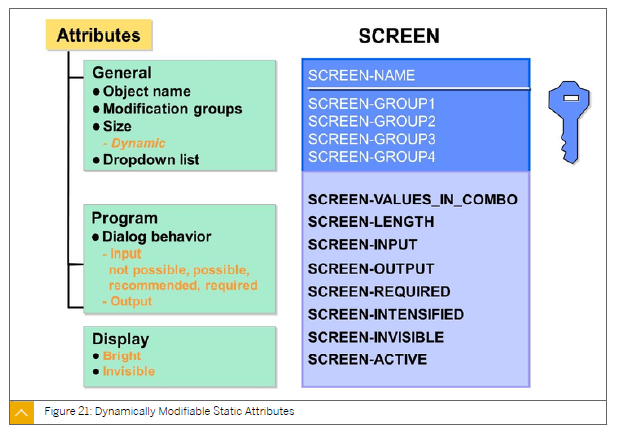 Attributes
General
● Object name
● Modification groups
● Size
- Dynamic
● Dropdown list
Program
● Dialog behavior
- Input
not possible, possible,
recommended, required
- Output
Display
● Bright
● Invisible
SCREEN
SCREEN-NAME
SCREEN-GROUP1
SCREEN-GROUP2
SCREEN-GROUP3
SCREEN-GROUP4
SCREEN-VALUES_IN_COMBO
SCREEN-LENGTH
SCREEN-INPUT
SCREEN-OUTPUT
SCREEN-REQUIRED
SCREEN-INTENSIFIED
SCREEN-INVISIBLE
SCREEN-ACTIVE
Figure 21: Dynamically Modifiable Static Attributes